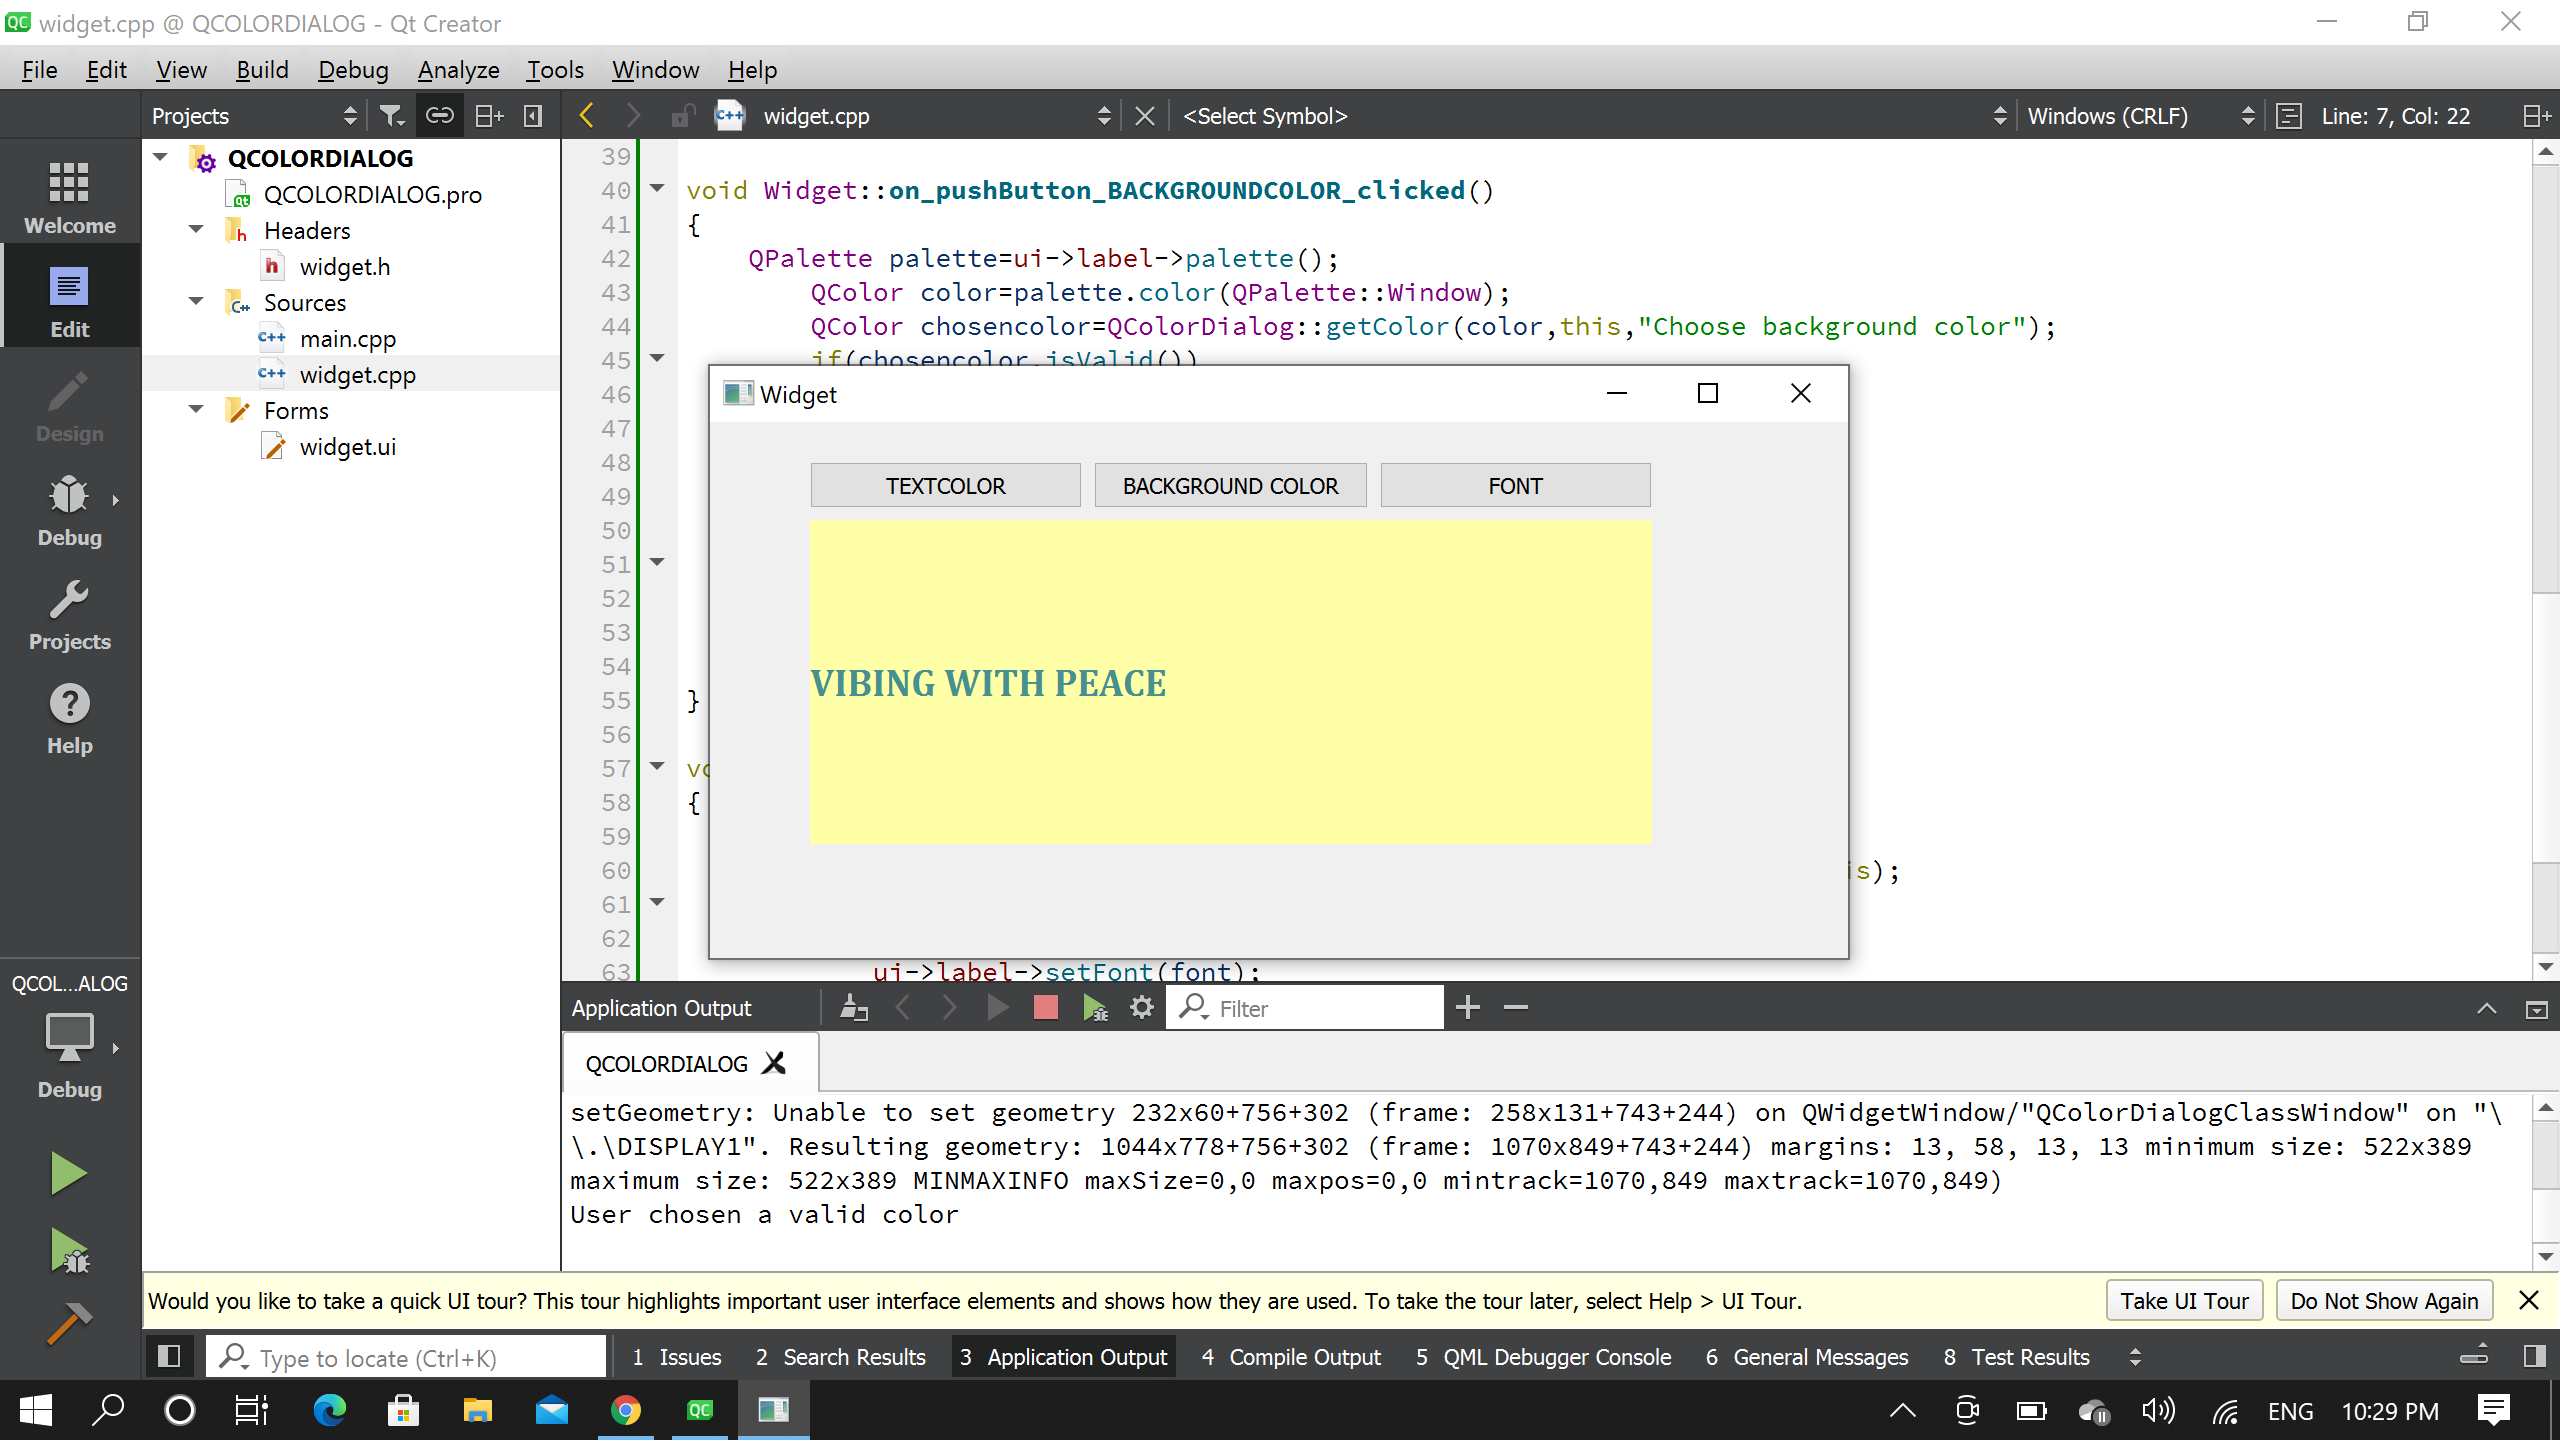 widget.cpp @ QCOLORDIALOG - Qt Creator
File Edit View Build Debug Analyze Tools Window Help
Projects widget.cpp <Select Symbol> Windows (CRLF) Line: 7, Col: 22
Welcome
Edit
Design
Debug
Projects
Help
QCOL...ALOG
Debug
QCOLORDIALOG
QCOLORDIALOG.pro
Headers
widget.h
Sources
main.cpp
widget.cpp
Forms
widget.ui
39
40 void Widget::on_pushButton_BACKGROUNDCOLOR_clicked()
41 {
42 QPalette palette=ui->label->palette();
43 QColor color=palette.color(QPalette::Window);
44 QColor chosencolor=QColorDialog::getColor(color,this,"Choose background color");
45 if(chosencolor.isValid())
46
47
48
49
50
51
52
53
54
55 }
56
57
58 {
59
60 is);
61
62
63 ui->label->setFont(font);
Widget
TEXTCOLOR BACKGROUND COLOR FONT
VIBING WITH PEACE
Application Output Filter
QCOLORDIALOG
setGeometry: Unable to set geometry 232x60+756+302 (frame: 258x131+743+244) on QWidgetWindow/"QColorDialogClassWindow" on "\
\.\DISPLAY1". Resulting geometry: 1044x778+756+302 (frame: 1070x849+743+244) margins: 13, 58, 13, 13 minimum size: 522x389
maximum size: 522x389 MINMAXINFO maxSize=0,0 maxpos=0,0 mintrack=1070,849 maxtrack=1070,849)
User chosen a valid color
Would you like to take a quick UI tour? This tour highlights important user interface elements and shows how they are used. To take the tour later, select Help > UI Tour. Take UI Tour Do Not Show Again
Type to locate (Ctrl+K) 1 Issues 2 Search Results 3 Application Output 4 Compile Output 5 QML Debugger Console 6 General Messages 8 Test Results
ENG 10:29 PM